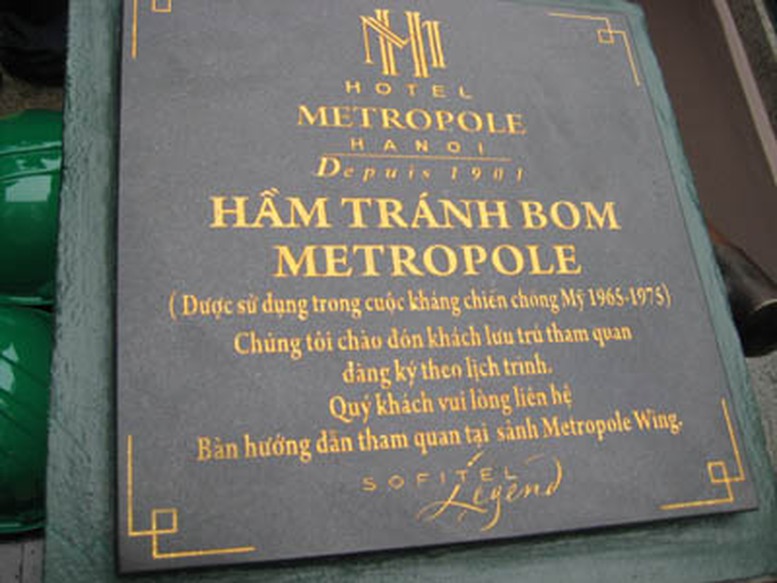 HOTEL
METROPOLE
HANOI
Depuis 1901
HẦM TRÁNH BOM
METROPOLE
(Được sử dụng trong cuộc kháng chiến chống Mỹ 1965-1975)
Chúng tôi chào đón khách lưu trú tham quan
đăng ký theo lịch trình.
Quý khách vui lòng liên hệ
Bàn hướng dẫn tham quan tại sảnh Metropole Wing.
SOFITEL
Legend